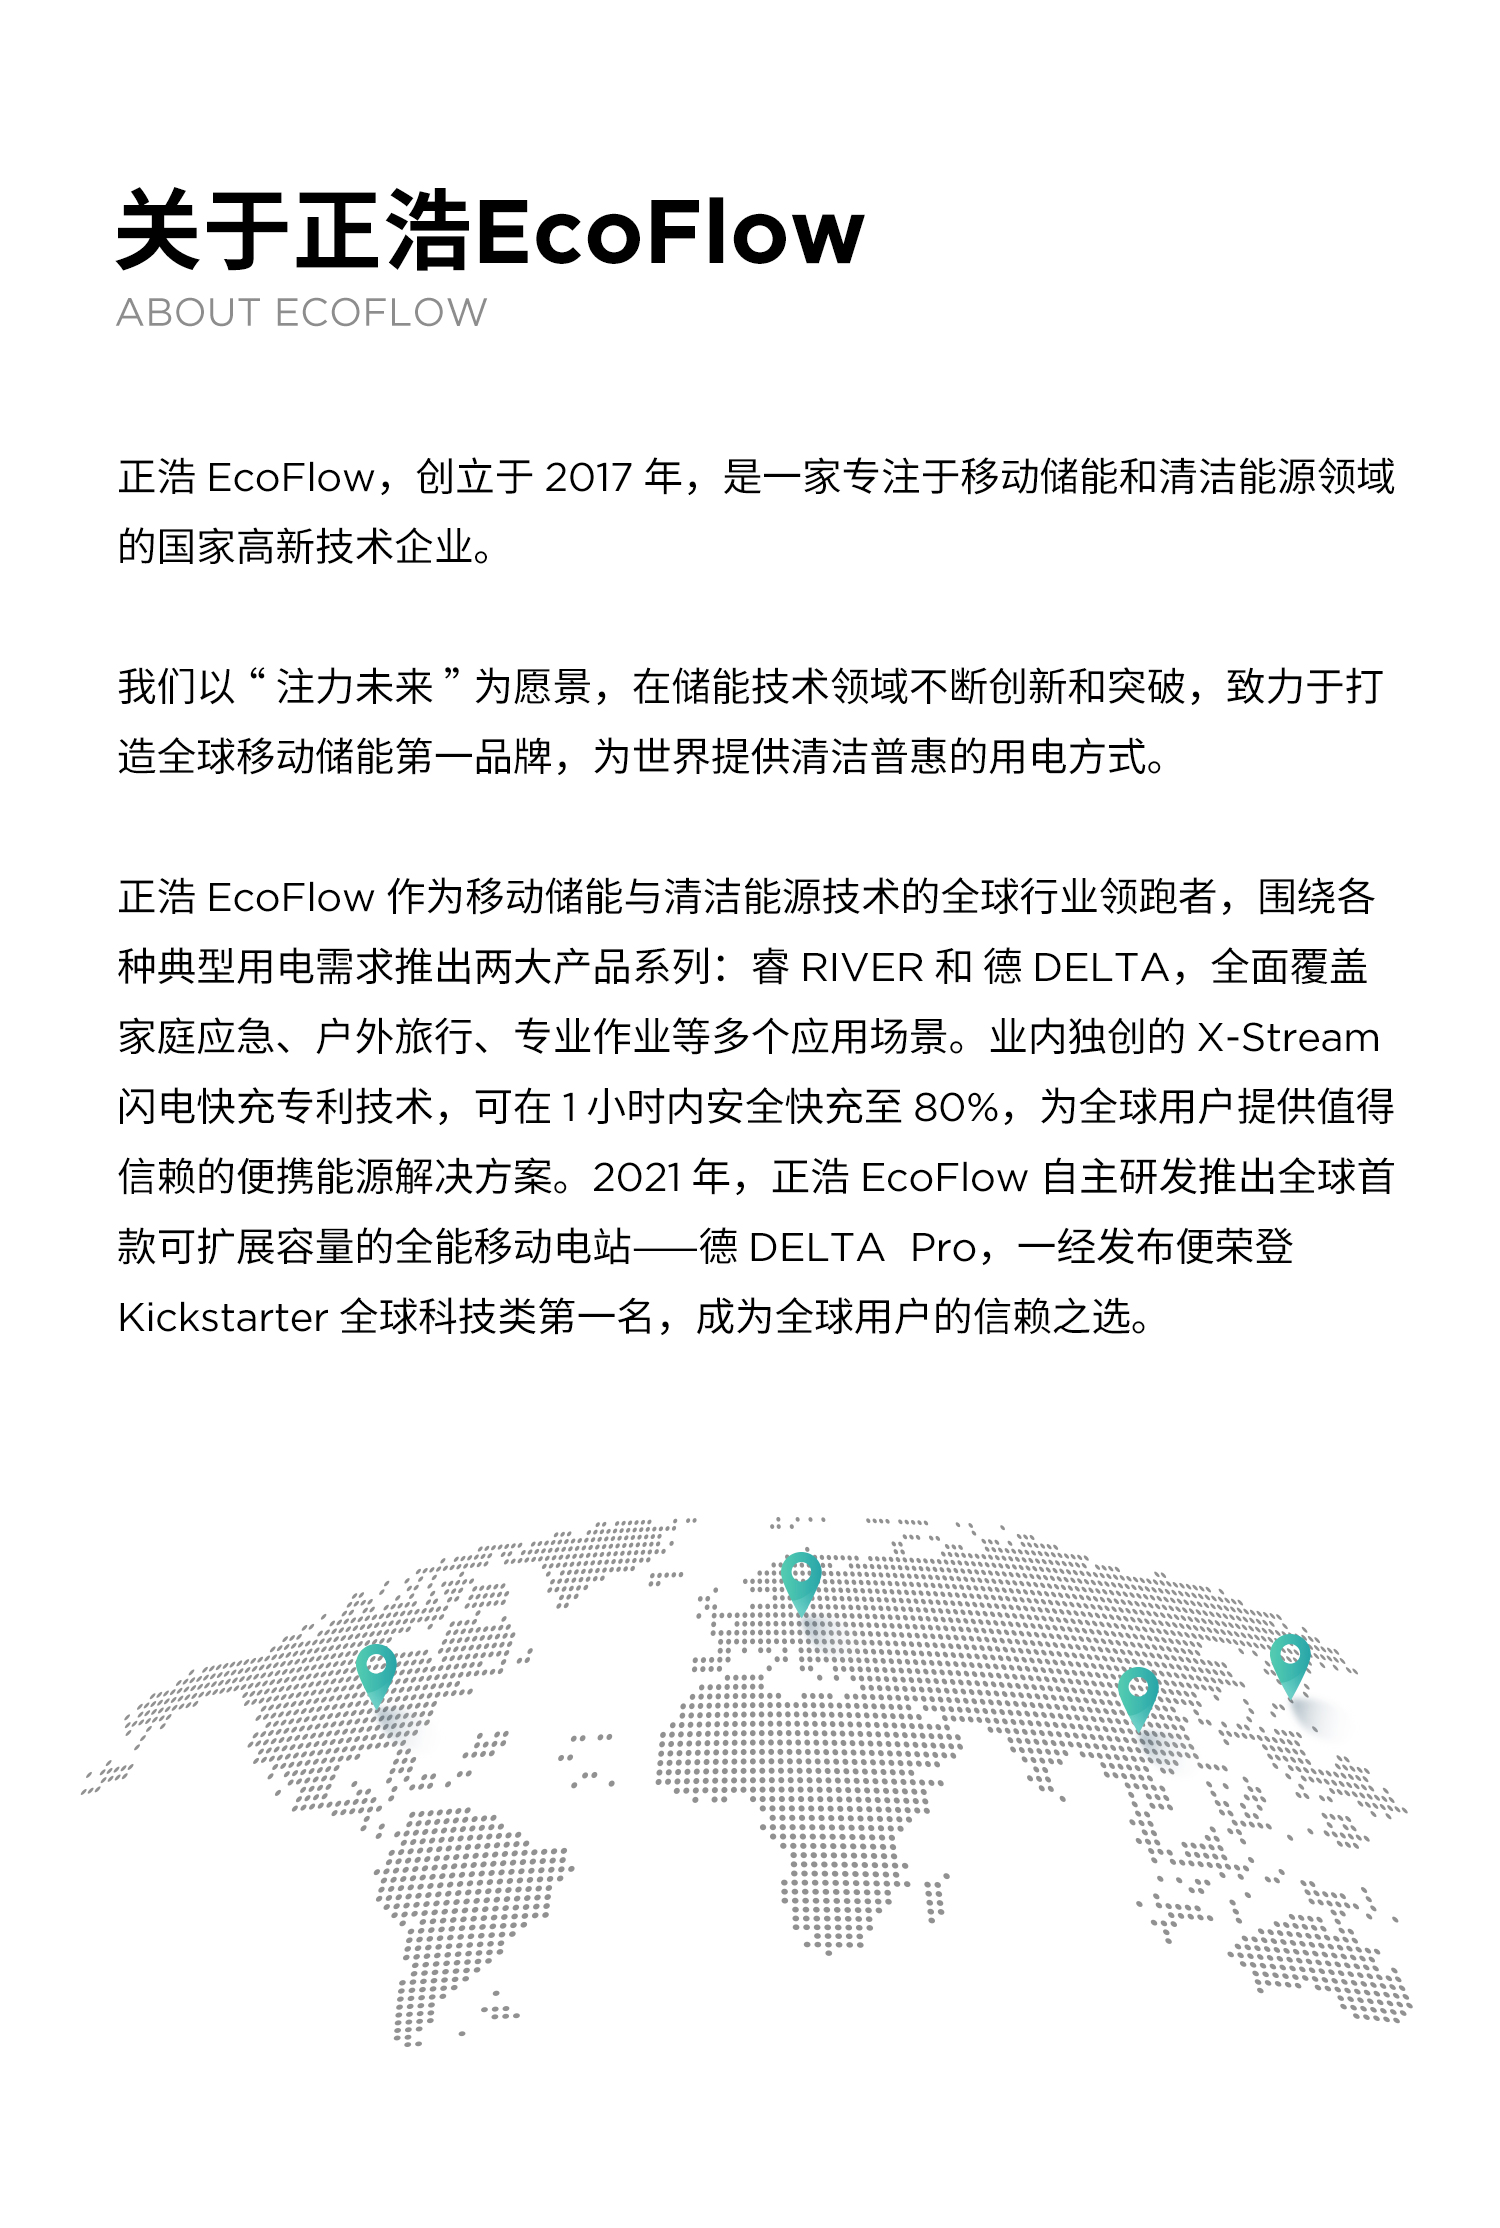 关于正浩EcoFlow
ABOUT ECOFLOW
正浩 EcoFlow，创立于 2017 年，是一家专注于移动储能和清洁能源领域
的国家高新技术企业。
我们以 “ 注力未来 ” 为愿景，在储能技术领域不断创新和突破，致力于打
造全球移动储能第一品牌，为世界提供清洁普惠的用电方式。
正浩 EcoFlow 作为移动储能与清洁能源技术的全球行业领跑者，围绕各
种典型用电需求推出两大产品系列：睿 RIVER 和 德 DELTA，全面覆盖
家庭应急、户外旅行、专业作业等多个应用场景。业内独创的 X-Stream
闪电快充专利技术，可在 1 小时内安全快充至 80%，为全球用户提供值得
信赖的便携能源解决方案。2021 年，正浩 EcoFlow 自主研发推出全球首
款可扩展容量的全能移动电站——德 DELTA  Pro，一经发布便荣登
Kickstarter 全球科技类第一名，成为全球用户的信赖之选。